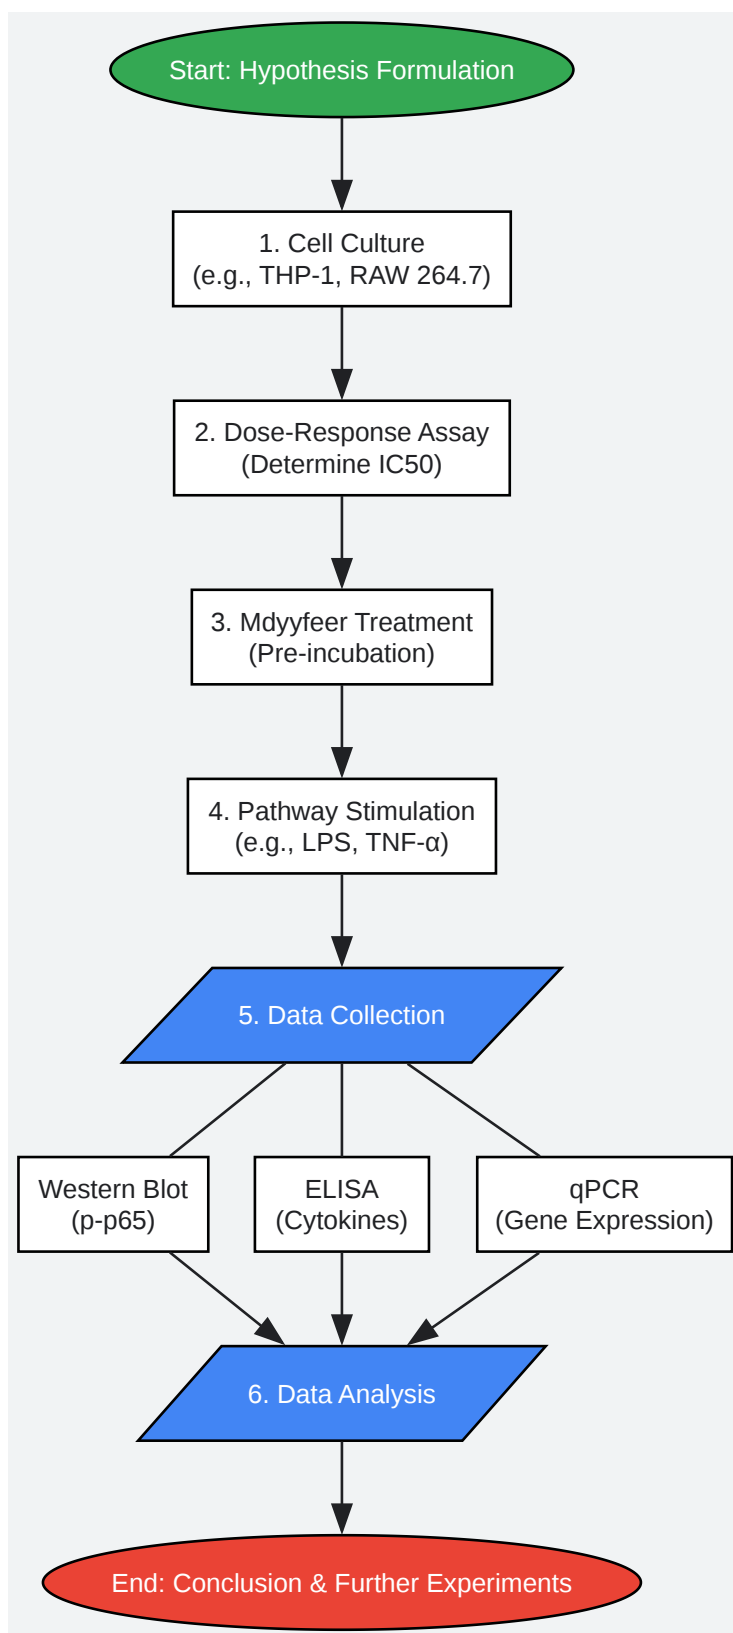 Start: Hypothesis Formulation
1. Cell Culture
(e.g., THP-1, RAW 264.7)
2. Dose-Response Assay
(Determine IC50)
3. Mdyyfeer Treatment
(Pre-incubation)
4. Pathway Stimulation
(e.g., LPS, TNF-α)
5. Data Collection
Western Blot
(p-p65)
ELISA
(Cytokines)
qPCR
(Gene Expression)
6. Data Analysis
End: Conclusion & Further Experiments